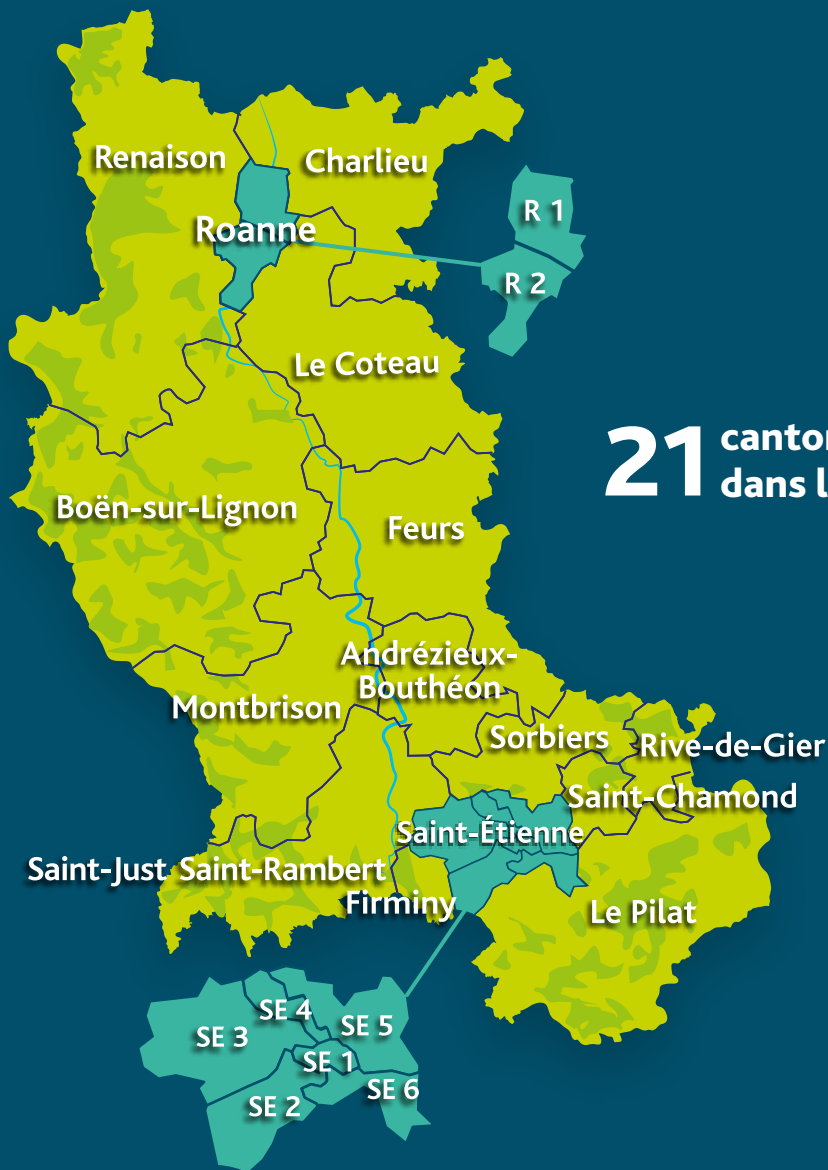 Renaison
Charlieu
R 1
Roanne
R 2
Le Coteau
21 
dans
Boën-sur-Lignon
Feurs
Andrézieux-
Bouthéon
Montbrison
Sorbiers
Rive-de-Gier
Saint-Chamond
Saint-Étienne
Saint-Just Saint-Rambert
Firminy
Le Pilat
SE 4
SE 5
SE 3
SE 1
SE 6
SE 2